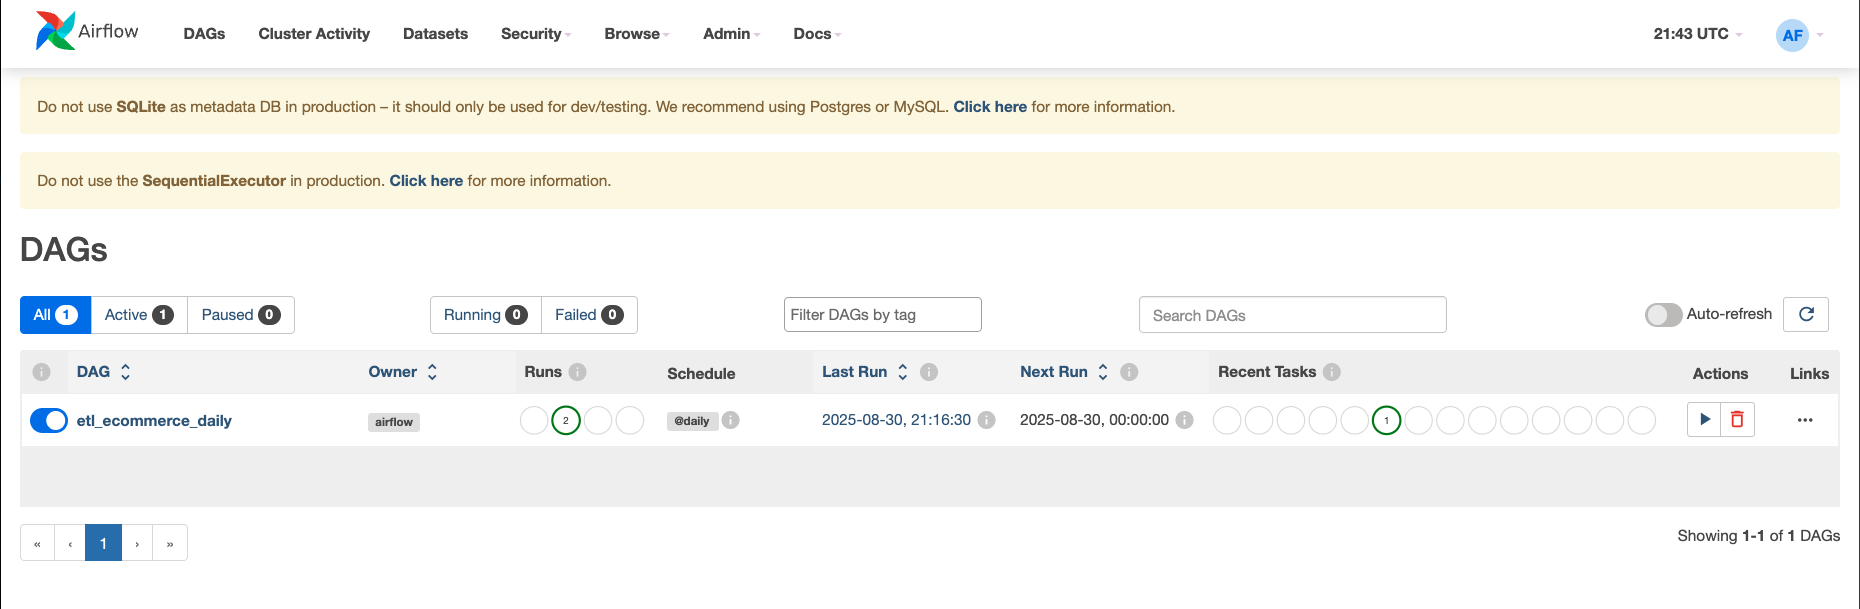 Airflow DAGs Cluster Activity Datasets Security Browse Admin Docs 21:43 UTC AF
Do not use SQLite as metadata DB in production – it should only be used for dev/testing. We recommend using Postgres or MySQL. Click here for more information.
Do not use the SequentialExecutor in production. Click here for more information.
DAGs
All 1 Active 1 Paused 0 Running 0 Failed 0 Filter DAGs by tag Search DAGs Auto-refresh
i DAG Owner Runs i Schedule Last Run i Next Run i Recent Tasks i Actions Links
etl_ecommerce_daily airflow 2 @daily i 2025-08-30, 21:16:30 i 2025-08-30, 00:00:00 i 1 ...
« ‹ 1 › » Showing 1-1 of 1 DAGs